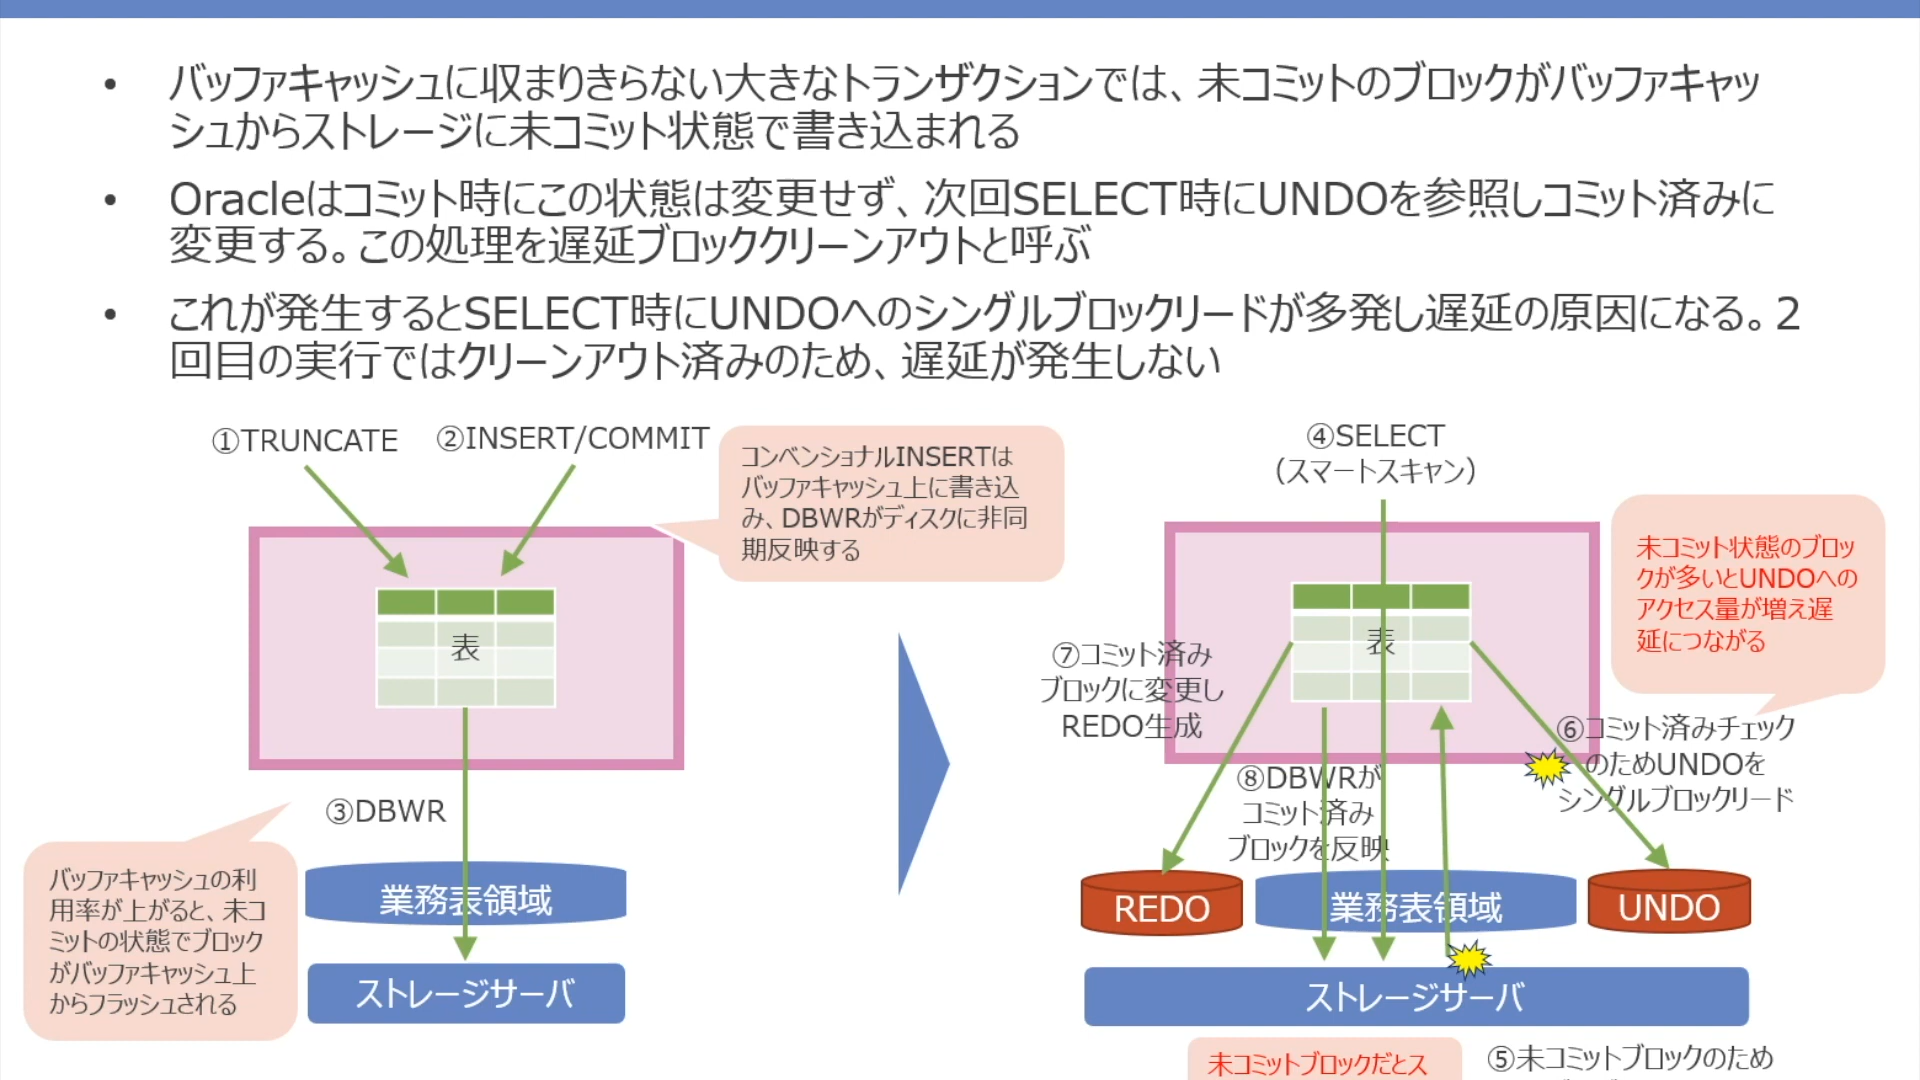 • バッファキャッシュに収まりきらない大きなトランザクションでは、未コミットのブロックがバッファキャッ
シュからストレージに未コミット状態で書き込まれる
• Oracleはコミット時にこの状態は変更せず、次回SELECT時にUNDOを参照しコミット済みに
変更する。この処理を遅延ブロッククリーンアウトと呼ぶ
• これが発生するとSELECT時にUNDOへのシングルブロックリードが多発し遅延の原因になる。2
回目の実行ではクリーンアウト済みのため、遅延が発生しない
①TRUNCATE
②INSERT/COMMIT
コンベンショナルINSERTは
バッファキャッシュ上に書き込
み、DBWRがディスクに非同
期反映する
表
③DBWR
バッファキャッシュの利
用率が上がると、未コ
ミットの状態でブロック
がバッファキャッシュ上
からフラッシュされる
業務表領域
ストレージサーバ
④SELECT
（スマートスキャン）
未コミット状態のブロッ
クが多いとUNDOへの
アクセス量が増え遅
延につながる
表
⑦コミット済み
ブロックに変更し
REDO生成
⑥コミット済みチェック
のためUNDOを
シングルブロックリード
⑧DBWRが
コミット済み
ブロックを反映
REDO
業務表領域
UNDO
ストレージサーバ
未コミットブロックだとス
⑤未コミットブロックのため